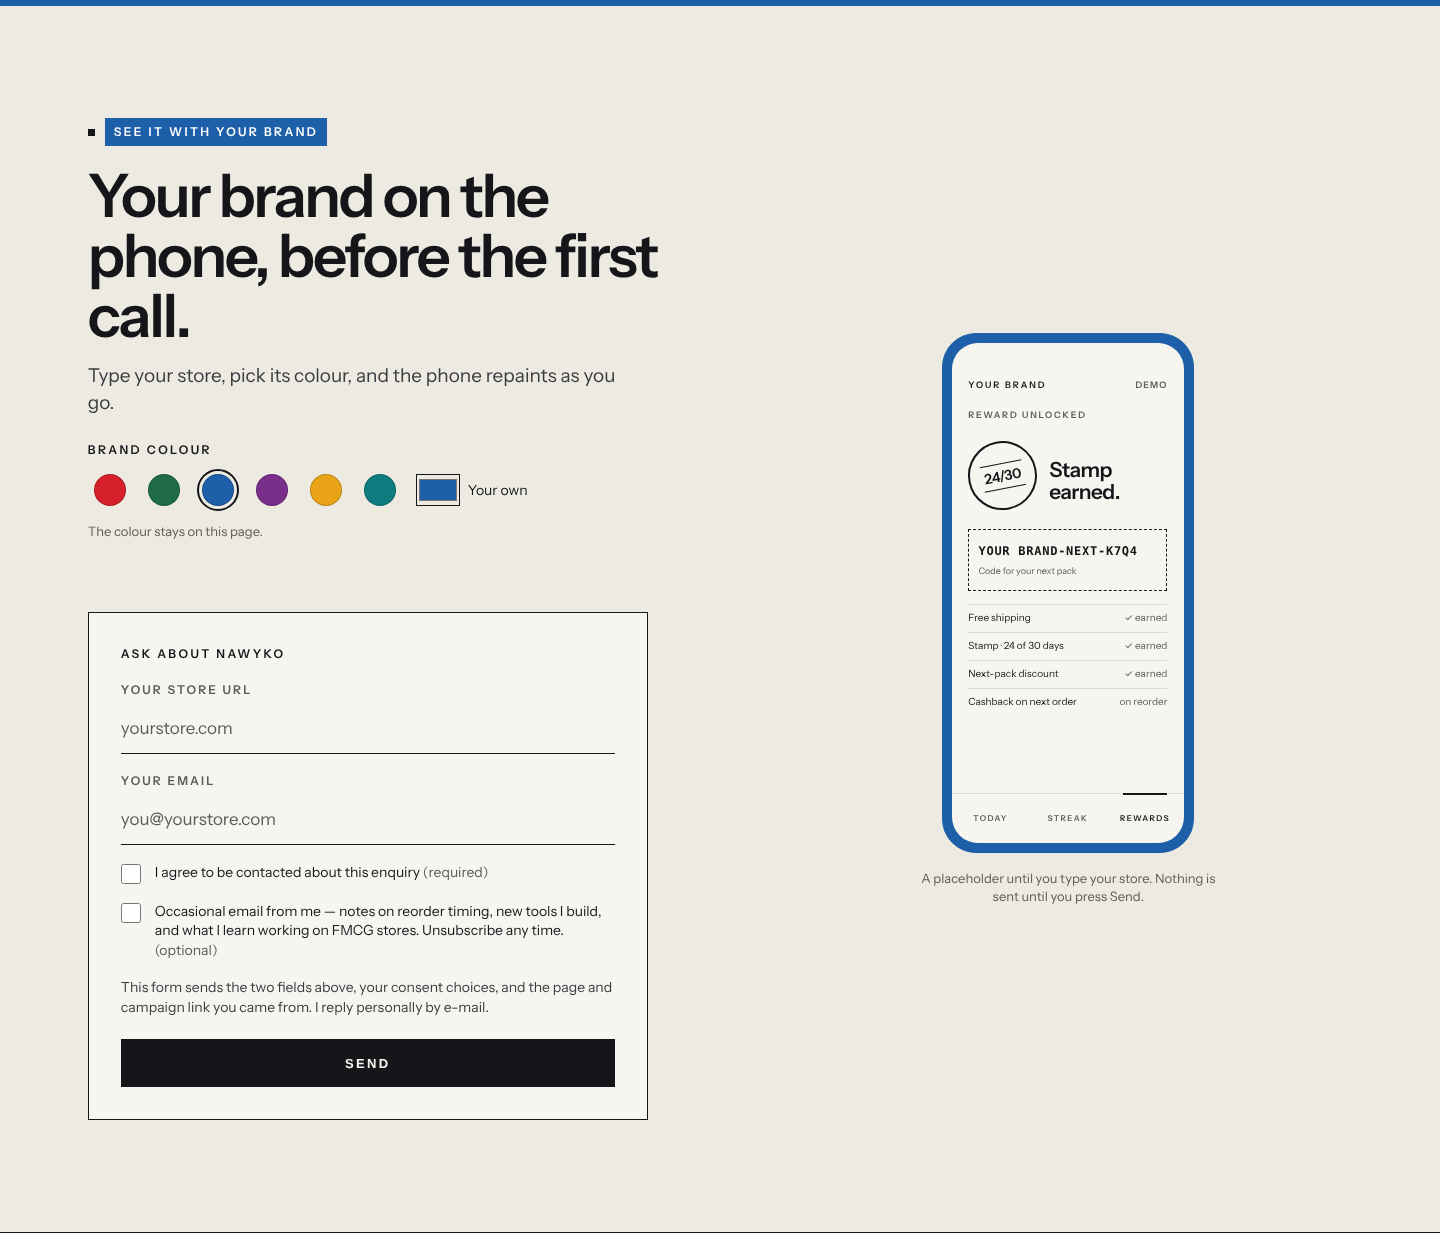 SEE IT WITH YOUR BRAND
Your brand on the
phone, before the first
call.
Type your store, pick its colour, and the phone repaints as you
go.
BRAND COLOUR
Your own
The colour stays on this page.
ASK ABOUT NAWYKO
YOUR STORE URL
yourstore.com
YOUR EMAIL
you@yourstore.com
I agree to be contacted about this enquiry (required)
Occasional email from me — notes on reorder timing, new tools I build,
and what I learn working on FMCG stores. Unsubscribe any time.
(optional)
This form sends the two fields above, your consent choices, and the page and
campaign link you came from. I reply personally by e-mail.
SEND
YOUR BRAND DEMO
REWARD UNLOCKED
24/30
Stamp
earned.
YOUR BRAND-NEXT-K7Q4
Code for your next pack
Free shipping ✓ earned
Stamp · 24 of 30 days ✓ earned
Next-pack discount ✓ earned
Cashback on next order on reorder
TODAY STREAK REWARDS
A placeholder until you type your store. Nothing is
sent until you press Send.